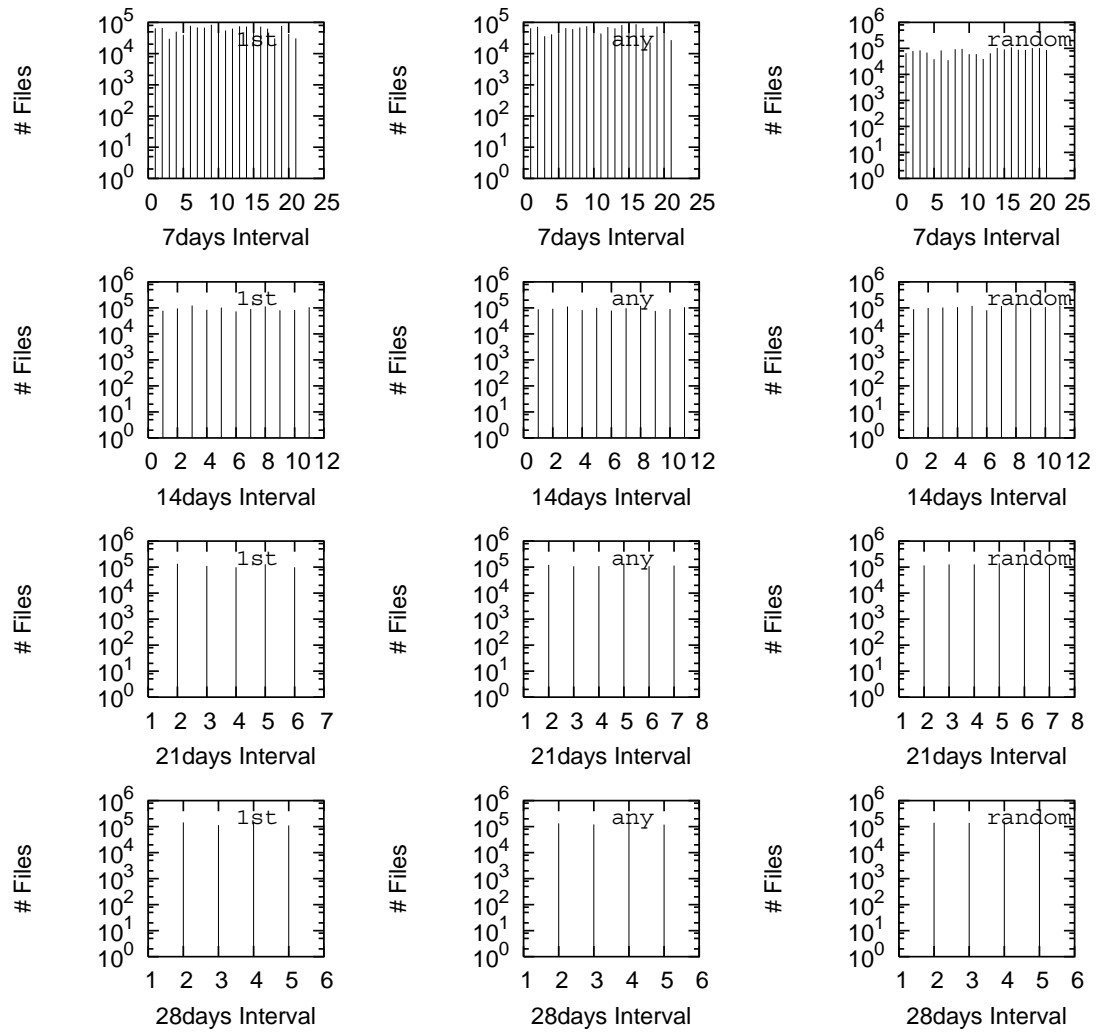 # Files
10^5
10^4
10^3
10^2
10^1
10^0
1st
0 5 10 15 20 25
7days Interval
# Files
10^5
10^4
10^3
10^2
10^1
10^0
any
0 5 10 15 20 25
7days Interval
# Files
10^6
10^5
10^4
10^3
10^2
10^1
10^0
random
0 5 10 15 20 25
7days Interval
# Files
10^6
10^5
10^4
10^3
10^2
10^1
10^0
1st
0 2 4 6 8 10 12
14days Interval
# Files
10^6
10^5
10^4
10^3
10^2
10^1
10^0
any
0 2 4 6 8 10 12
14days Interval
# Files
10^6
10^5
10^4
10^3
10^2
10^1
10^0
random
0 2 4 6 8 10 12
14days Interval
# Files
10^6
10^5
10^4
10^3
10^2
10^1
10^0
1st
1 2 3 4 5 6 7
21days Interval
# Files
10^6
10^5
10^4
10^3
10^2
10^1
10^0
any
1 2 3 4 5 6 7 8
21days Interval
# Files
10^6
10^5
10^4
10^3
10^2
10^1
10^0
random
1 2 3 4 5 6 7 8
21days Interval
# Files
10^6
10^5
10^4
10^3
10^2
10^1
10^0
1st
1 2 3 4 5 6
28days Interval
# Files
10^6
10^5
10^4
10^3
10^2
10^1
10^0
any
1 2 3 4 5 6
28days Interval
# Files
10^6
10^5
10^4
10^3
10^2
10^1
10^0
random
1 2 3 4 5 6
28days Interval